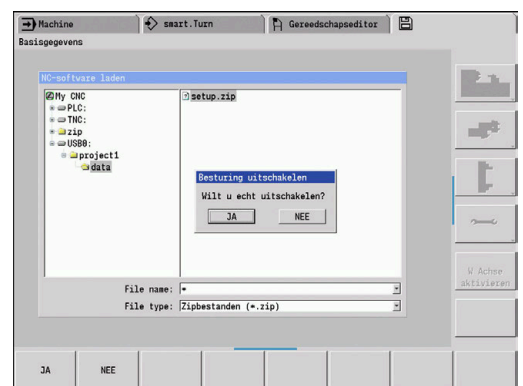 Machine
smart.Turn
Gereedschapseditor
Basisgegevens
NC-software laden
My CNC
PLC:
TNC:
zip
USB0:
project1
data
setup.zip
Besturing uitschakelen
Wilt u echt uitschakelen?
JA
NEE
File name: *
File type: Zipbestanden (*.zip)
W Achse
aktivieren
JA
NEE